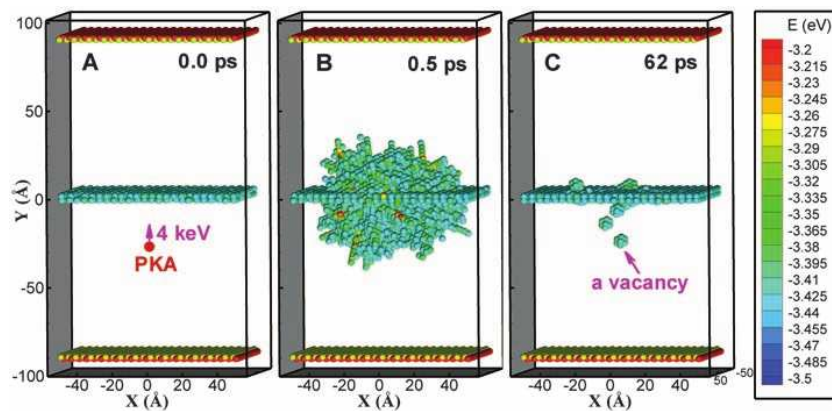 A 0.0 ps
B 0.5 ps
C 62 ps
E (eV)
-3.2
-3.215
-3.23
-3.245
-3.26
-3.275
-3.29
-3.305
-3.32
-3.335
-3.35
-3.365
-3.38
-3.395
-3.41
-3.425
-3.44
-3.455
-3.47
-3.485
-3.5
Y (Å)
100
50
0
-50
-100
4 keV
PKA
a vacancy
-40 -20 0 20 40
-40 -20 0 20 40
-40 -20 0 20 40
50 -50
X (Å)
X (Å)
X (Å)